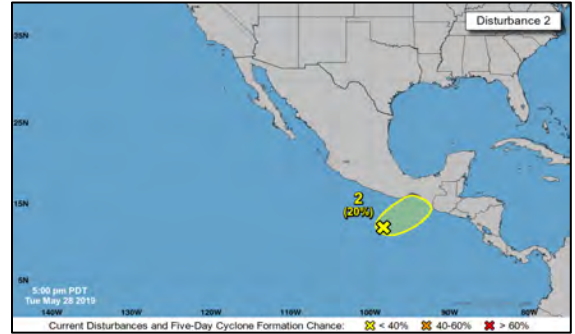 Disturbance 2
35N
25N
15N
5N
2
(20%)
5:00 pm PDT
Tue May 28 2019
140W 130W 120W 110W 100W 90W 80W
Current Disturbances and Five-Day Cyclone Formation Chance: < 40% 40-60% > 60%